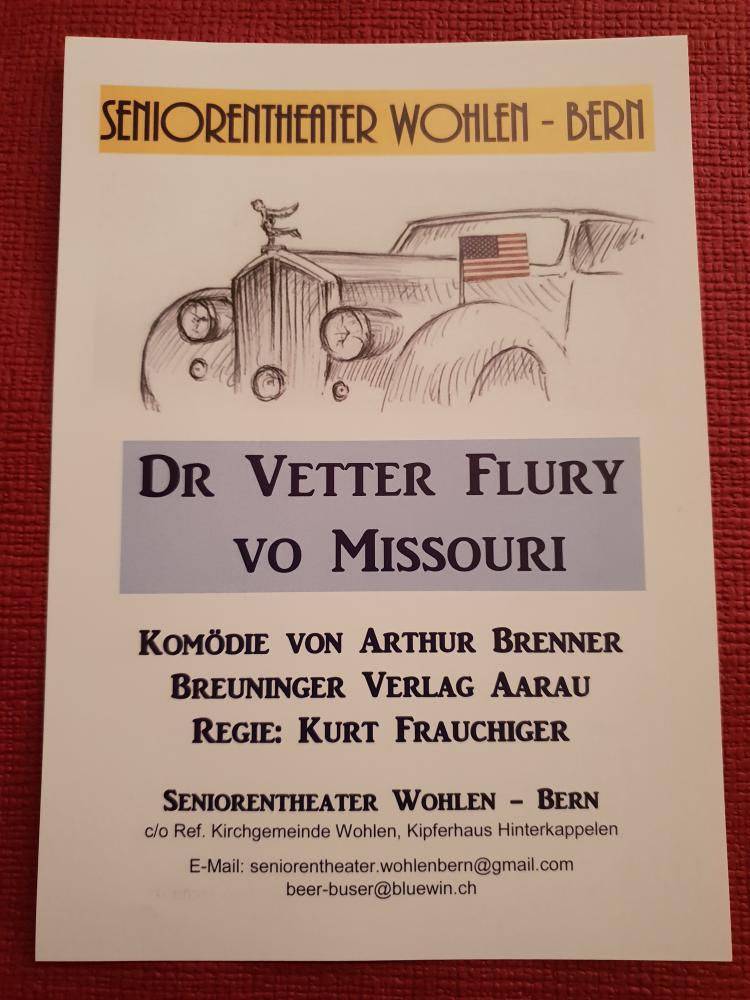 SENIORENTHEATER WOHLEN - BERN
DR VETTER FLURY
VO MISSOURI
KOMÖDIE VON ARTHUR BRENNER
BREUNINGER VERLAG AARAU
REGIE: KURT FRAUCHIGER
SENIORENTHEATER WOHLEN – BERN
c/o Ref. Kirchgemeinde Wohlen, Kipferhaus Hinterkappelen
E-Mail: seniorentheater.wohlenbern@gmail.com
beer-buser@bluewin.ch